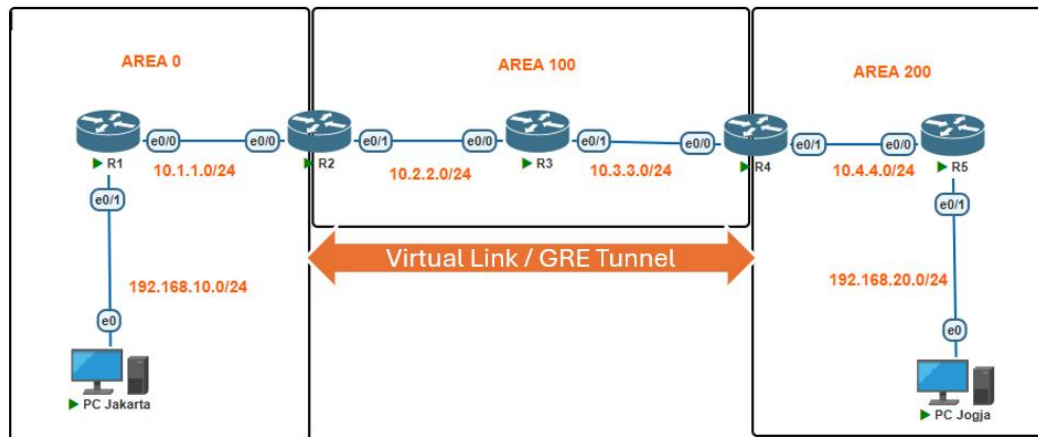 AREA 0
AREA 100
AREA 200
e0/0
e0/0
e0/1
e0/0
e0/1
e0/0
e0/1
e0/0
R1
R2
R3
R4
R5
10.1.1.0/24
10.2.2.0/24
10.3.3.0/24
10.4.4.0/24
e0/1
e0/1
Virtual Link / GRE Tunnel
192.168.10.0/24
192.168.20.0/24
e0
e0
PC Jakarta
PC Jogja